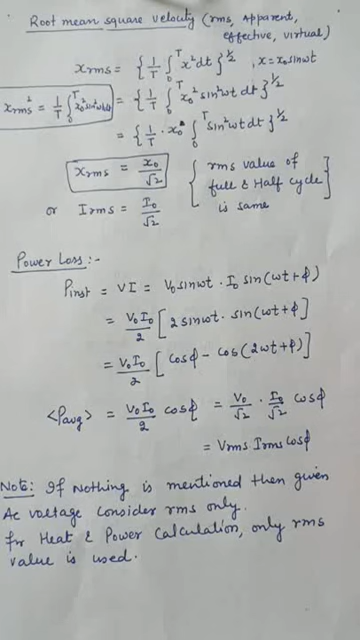 Root mean square velocity (rms, apparent,
effective, virtual)
xrms = {1/T ∫₀ᵀ x² dt}^½ , x = x₀ sinωt
xrms² = 1/T ∫₀ᵀ x₀² sin²ωt dt = {1/T ∫₀ᵀ x₀² sin²ωt dt}^½
= {1/T · x₀² ∫₀ᵀ sin²ωt dt}^½
xrms = x₀/√2 {rms value of
full & Half cycle
is same}
or Irms = I₀/√2
Power Loss :-
Pinst = VI = V₀ sinωt · I₀ sin(ωt+ϕ)
= V₀I₀/2 [2 sinωt · sin(ωt+ϕ]
= V₀I₀/2 [cosϕ - cos(2ωt+ϕ)]
<Pavg> = V₀I₀/2 cosϕ = V₀/√2 · I₀/√2 cosϕ
= Vrms Irms cosϕ
Note: If Nothing is mentioned then given
Ac voltage consider rms only.
for Heat & Power Calculation, only rms
value is used.